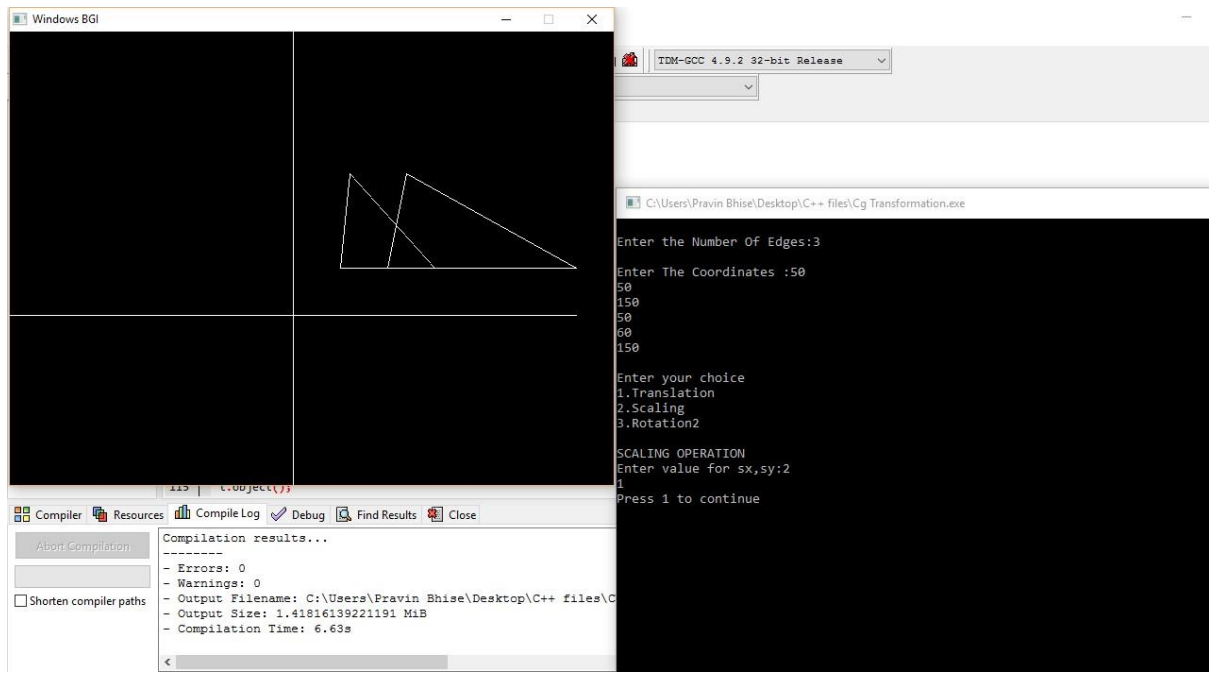 Windows BGI
TDM-GCC 4.9.2 32-bit Release
C:\Users\Pravin Bhise\Desktop\C++ files\Cg Transformation.exe
Enter the Number Of Edges:3
Enter The Coordinates :50
50
150
50
60
150
Enter your choice
1.Translation
2.Scaling
3.Rotation2
SCALING OPERATION
Enter value for sx,sy:2
1
Press 1 to continue
115 t.object();
Compiler Resources Compile Log Debug Find Results Close
Abort Compilation
Shorten compiler paths
Compilation results...
--------
- Errors: 0
- Warnings: 0
- Output Filename: C:\Users\Pravin Bhise\Desktop\C++ files\C
- Output Size: 1.41816139221191 MiB
- Compilation Time: 6.63s